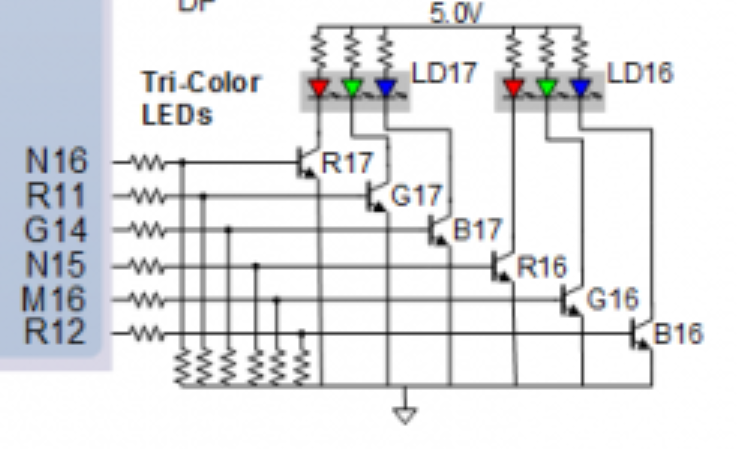 DP
5.0V
LD17
LD16
Tri-Color
LEDs
N16
R17
R11
G17
G14
B17
N15
R16
M16
G16
R12
B16